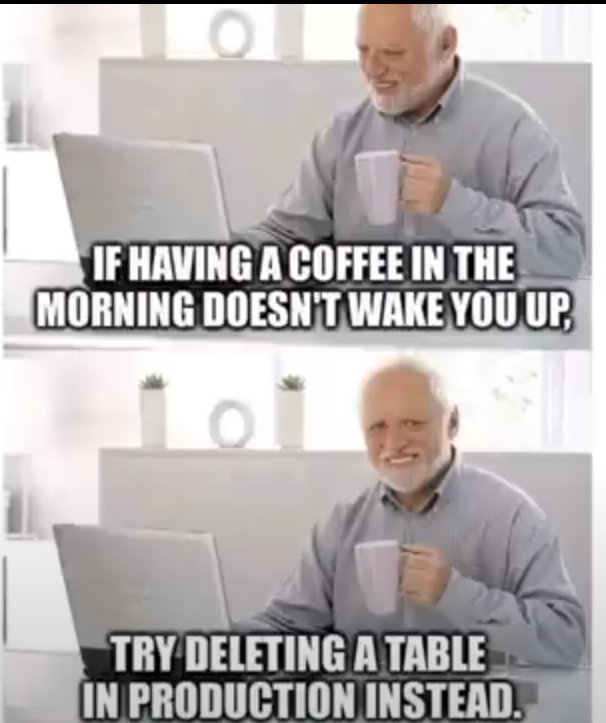 IF HAVING A COFFEE IN THE
MORNING DOESN'T WAKE YOU UP,
TRY DELETING A TABLE
IN PRODUCTION INSTEAD.